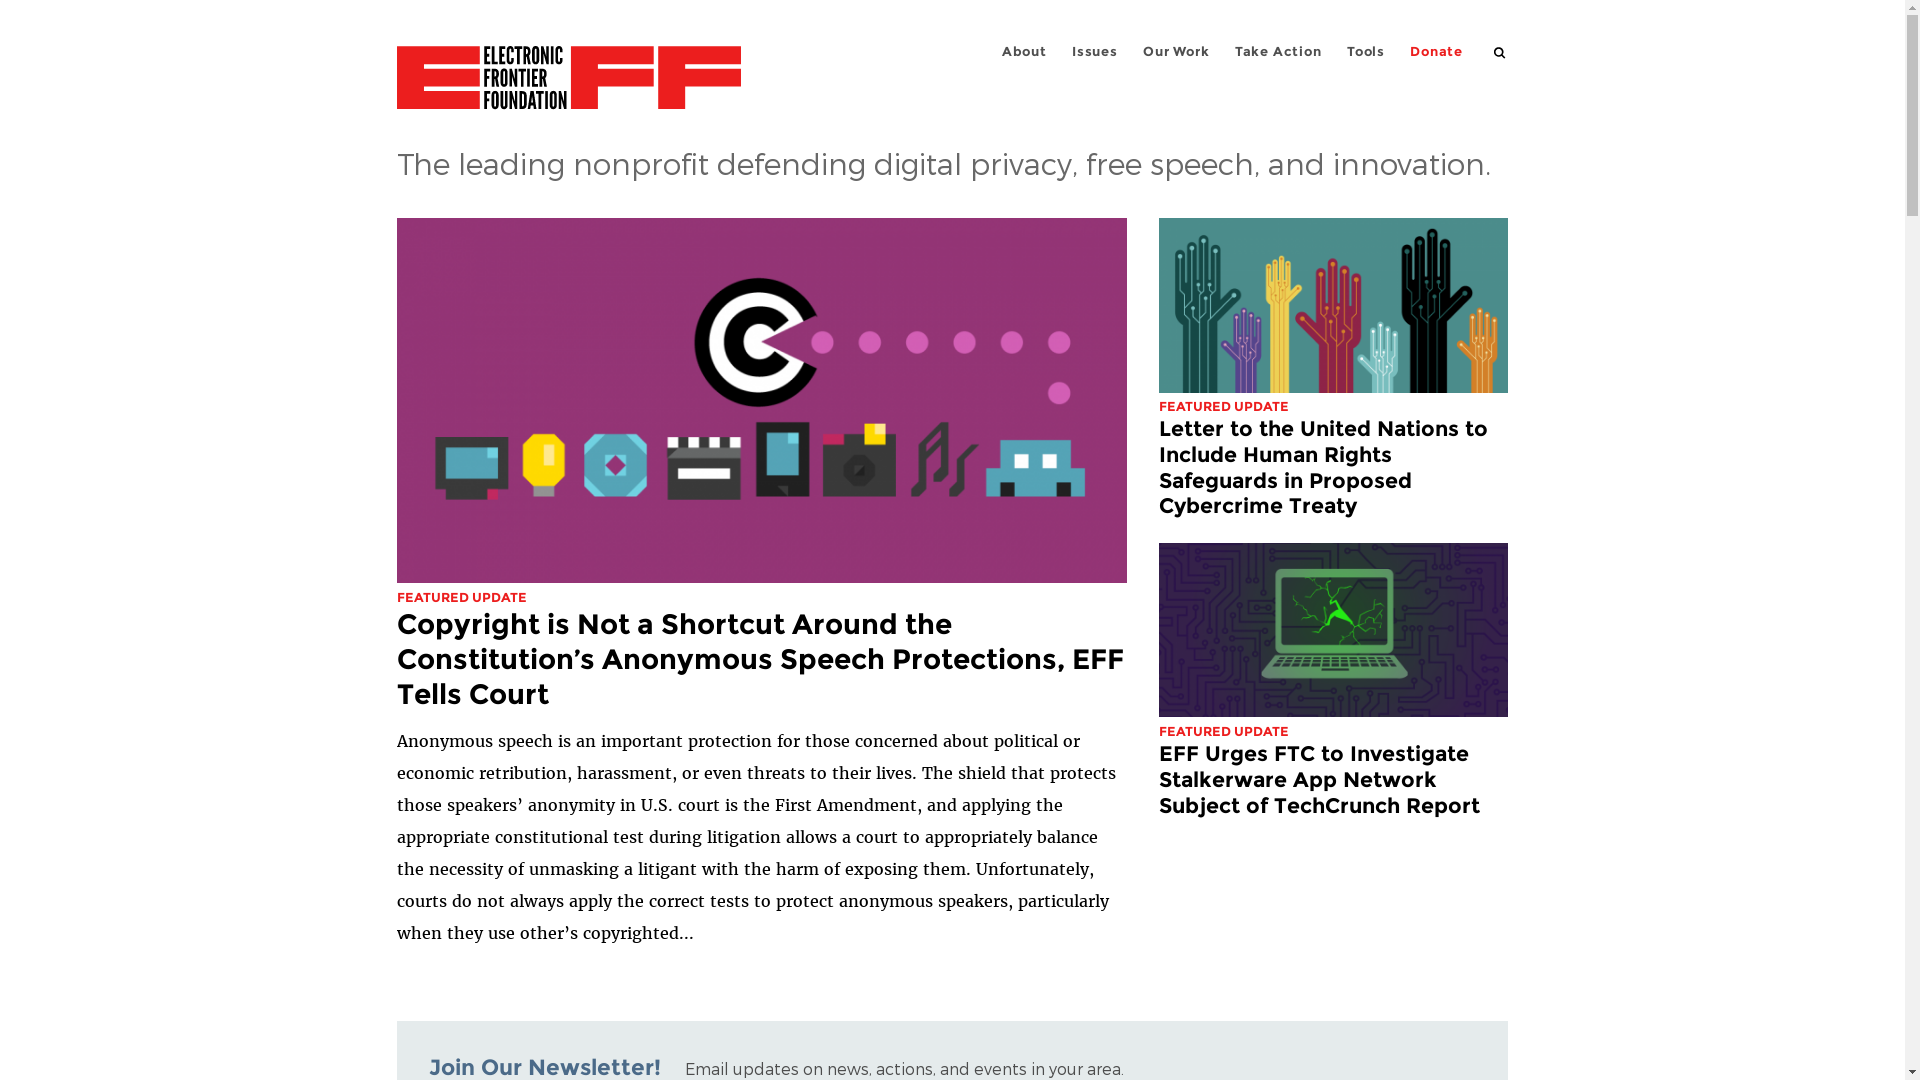 ELECTRONIC
FRONTIER
FOUNDATION
About Issues Our Work Take Action Tools Donate
The leading nonprofit defending digital privacy, free speech, and innovation.
FEATURED UPDATE
Copyright is Not a Shortcut Around the
Constitution’s Anonymous Speech Protections, EFF
Tells Court
Anonymous speech is an important protection for those concerned about political or
economic retribution, harassment, or even threats to their lives. The shield that protects
those speakers’ anonymity in U.S. court is the First Amendment, and applying the
appropriate constitutional test during litigation allows a court to appropriately balance
the necessity of unmasking a litigant with the harm of exposing them. Unfortunately,
courts do not always apply the correct tests to protect anonymous speakers, particularly
when they use other’s copyrighted...
FEATURED UPDATE
Letter to the United Nations to
Include Human Rights
Safeguards in Proposed
Cybercrime Treaty
FEATURED UPDATE
EFF Urges FTC to Investigate
Stalkerware App Network
Subject of TechCrunch Report
Join Our Newsletter! Email updates on news, actions, and events in your area.